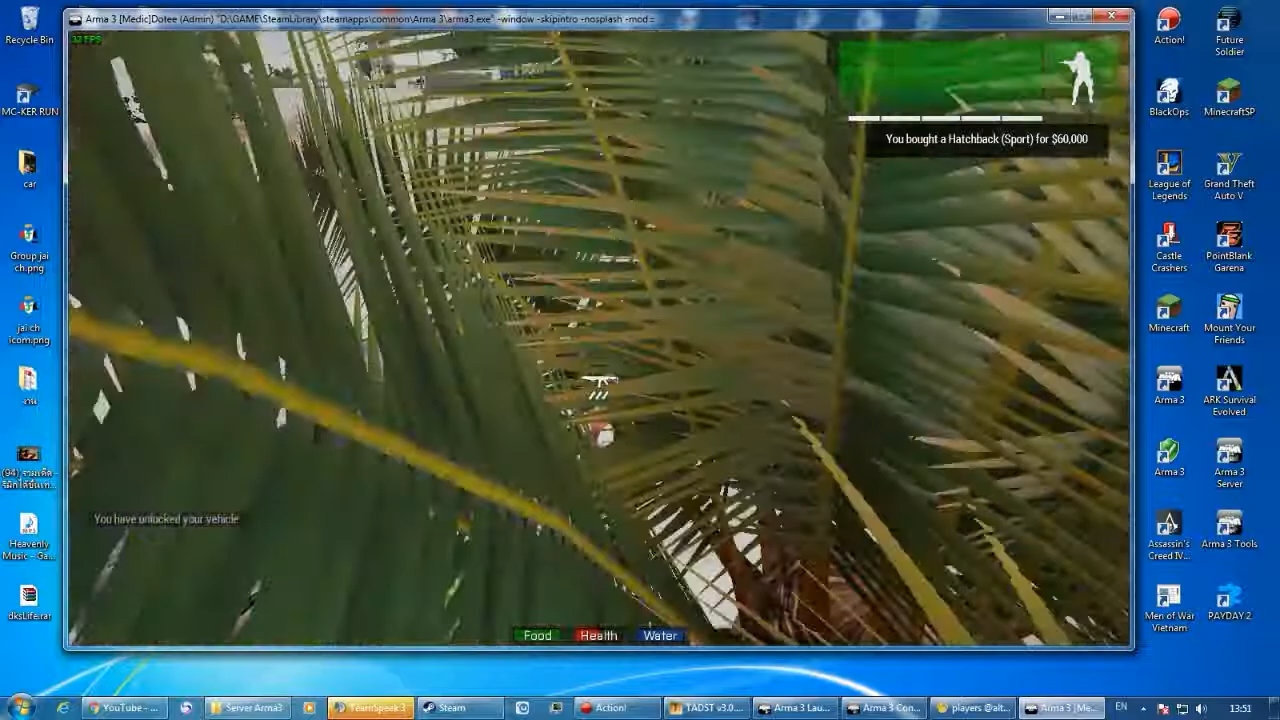 Arma 3 [Medic]Dotee (Admin) "D:\GAME\SteamLibrary\steamapps\common\Arma 3\arma3.exe" -window -skipintro -nosplash -mod=
Recycle Bin
MC-KER RUN
car
Group jai
ch.png
jai ch
icom.png
Heavenly
Music - Ga...
dksLife.rar
You bought a Hatchback (Sport) for $60,000
You have unlocked your vehicle
Food
Health
Water
Action!
Future
Soldier
BlackOps
MinecraftSP
League of
Legends
Grand Theft
Auto V
Castle
Crashers
PointBlank
Garena
Minecraft
Mount Your
Friends
Arma 3
ARK Survival
Evolved
Arma 3
Arma 3
Server
Assassin's
Creed IV...
Arma 3 Tools
Men of War
Vietnam
PAYDAY 2
YouTube - ...
Server Arma3
TeamSpeak 3
Steam
Action!
TADST v3.0...
Arma 3 Lau...
Arma 3 Con...
players @alt...
Arma 3 [Me...
EN
13:51